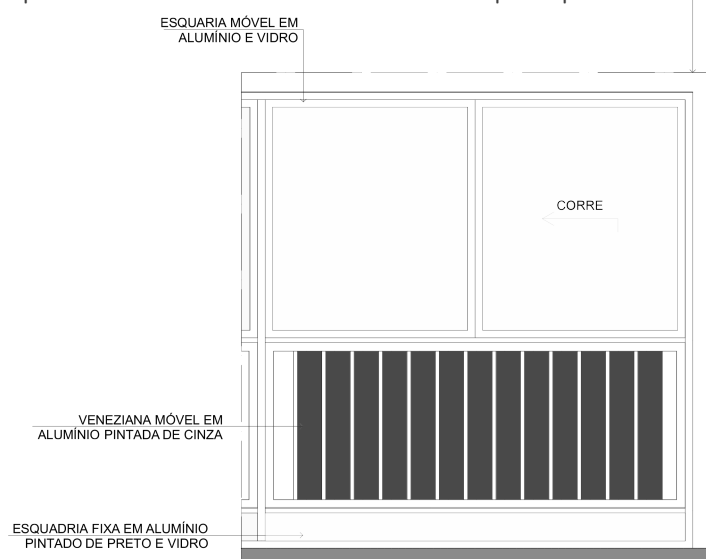 ESQUARIA MÓVEL EM
ALUMÍNIO E VIDRO
CORRE
VENEZIANA MÓVEL EM
ALUMÍNIO PINTADA DE CINZA
ESQUADRIA FIXA EM ALUMÍNIO
PINTADO DE PRETO E VIDRO